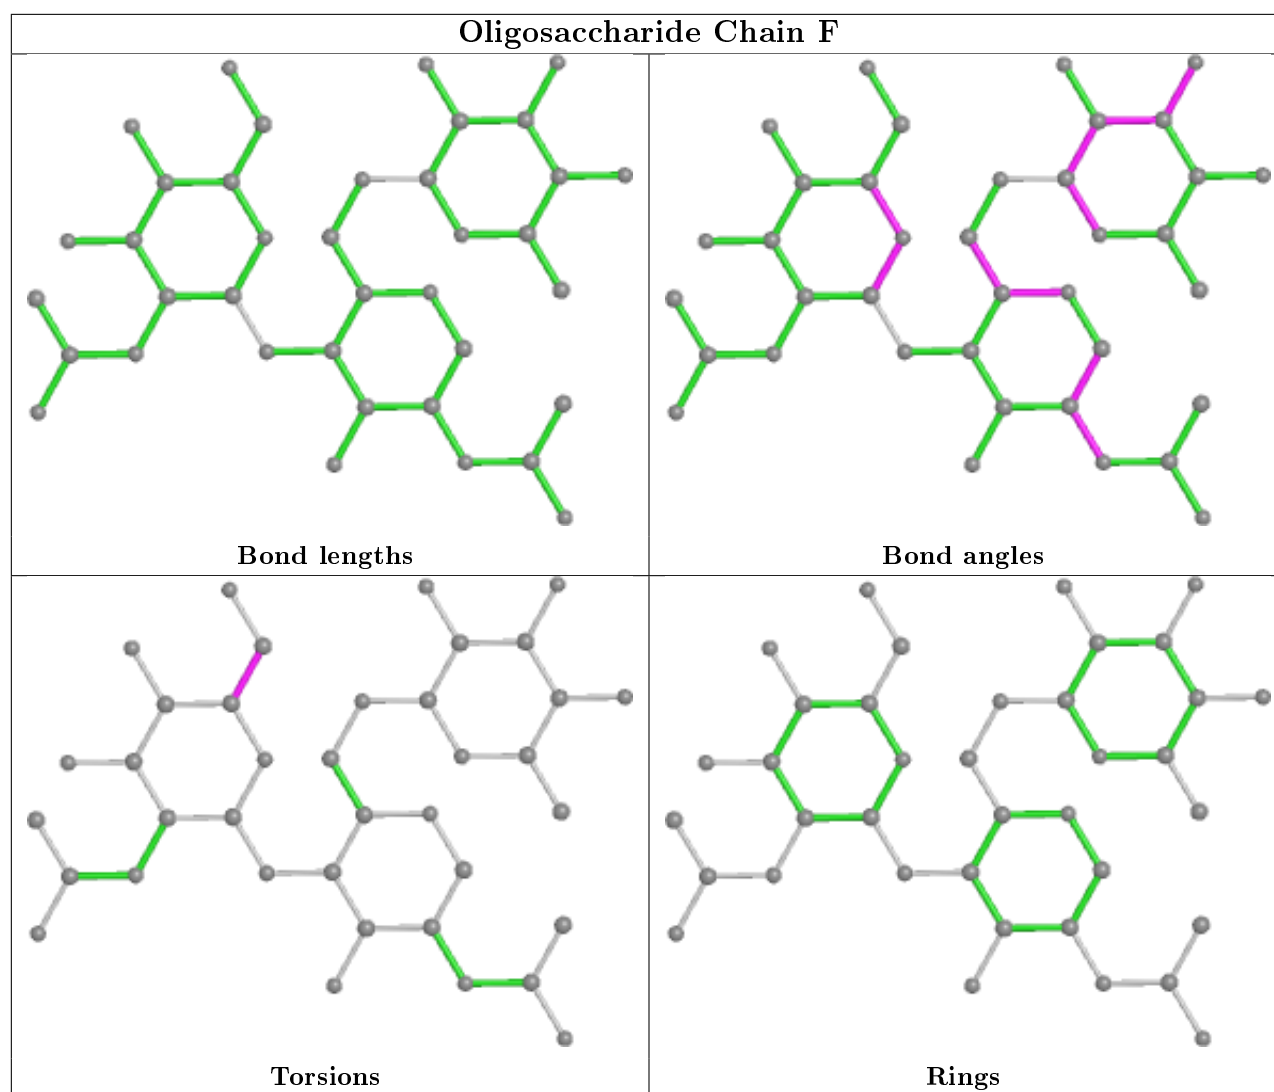 Oligosaccharide Chain F
Bond lengths
Bond angles
Torsions
Rings